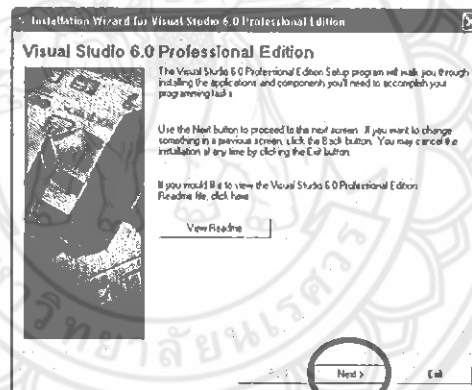 Installation Wizard for Visual Studio 6.0 Professional Edition
Visual Studio 6.0 Professional Edition
The Visual Studio 6.0 Professional Edition Setup program will walk you through
installing the applications and components you'll need to accomplish your
programming tasks
Use the Next button to proceed to the next screen. If you want to change
something in a previous screen, click the Back button. You may cancel the
installation at any time by clicking the Exit button.
If you would like to view the Visual Studio 6.0 Professional Edition
Readme file, click here
View Readme
Next >
Exit